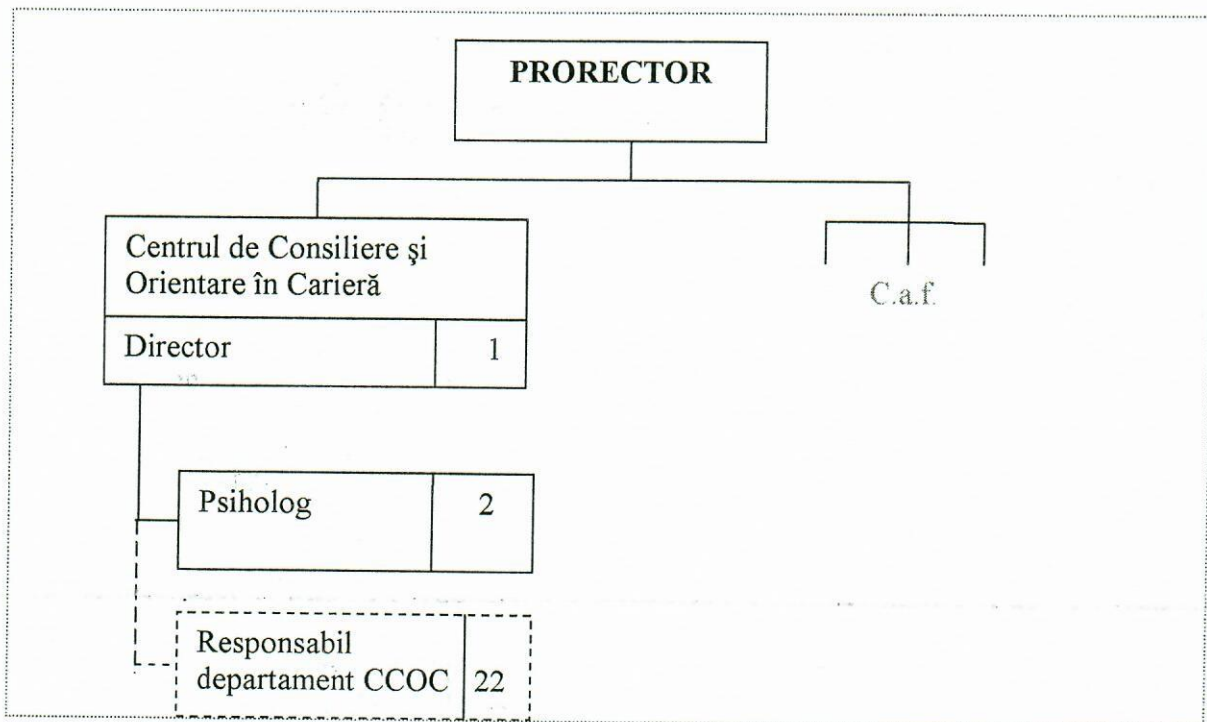 PRORECTOR
Centrul de Consiliere şi
Orientare în Carieră
Director 1
C.a.f.
Psiholog 2
Responsabil
departament CCOC 22